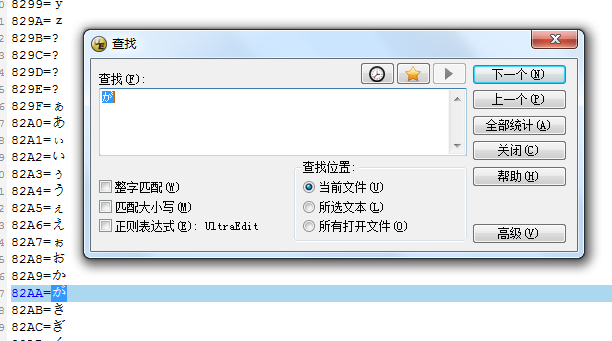 8299=ｙ
829A=ｚ
829B=?
829C=?
829D=?
829E=?
829F=ぁ
82A0=あ
82A1=ぃ
82A2=い
82A3=ぅ
82A4=う
82A5=ぇ
82A6=え
82A7=ぉ
82A8=お
82A9=か
82AA=が
82AB=き
82AC=ぎ
查找
查找(F):
が
下一个(N)
上一个(P)
全部统计(A)
关闭(C)
帮助(H)
高级(V)
整字匹配(W)
匹配大小写(M)
正则表达式(E): UltraEdit
查找位置:
当前文件(U)
所选文本(L)
所有打开文件(O)